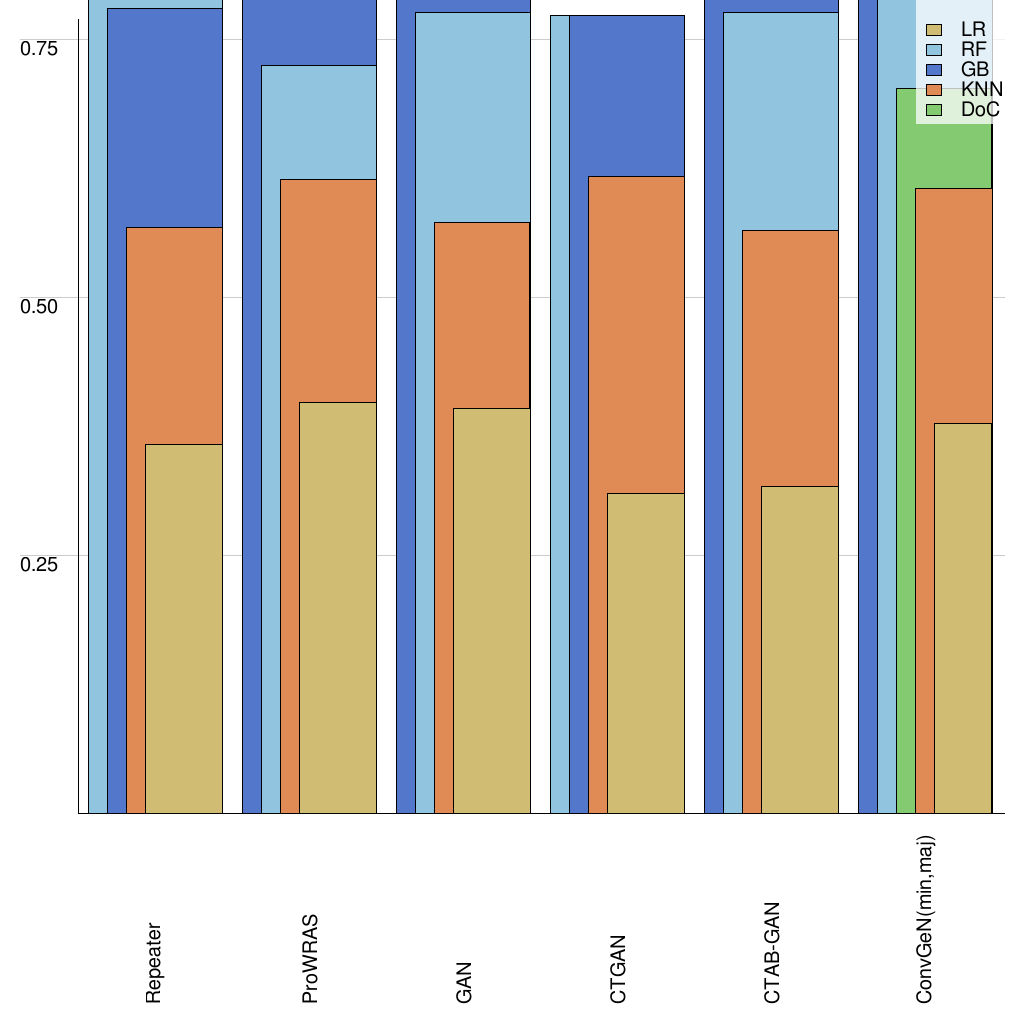 0.75
0.50
0.25
LR
RF
GB
KNN
DoC
Repeater
ProWRAS
GAN
CTGAN
CTAB-GAN
ConvGeN(min,maj)